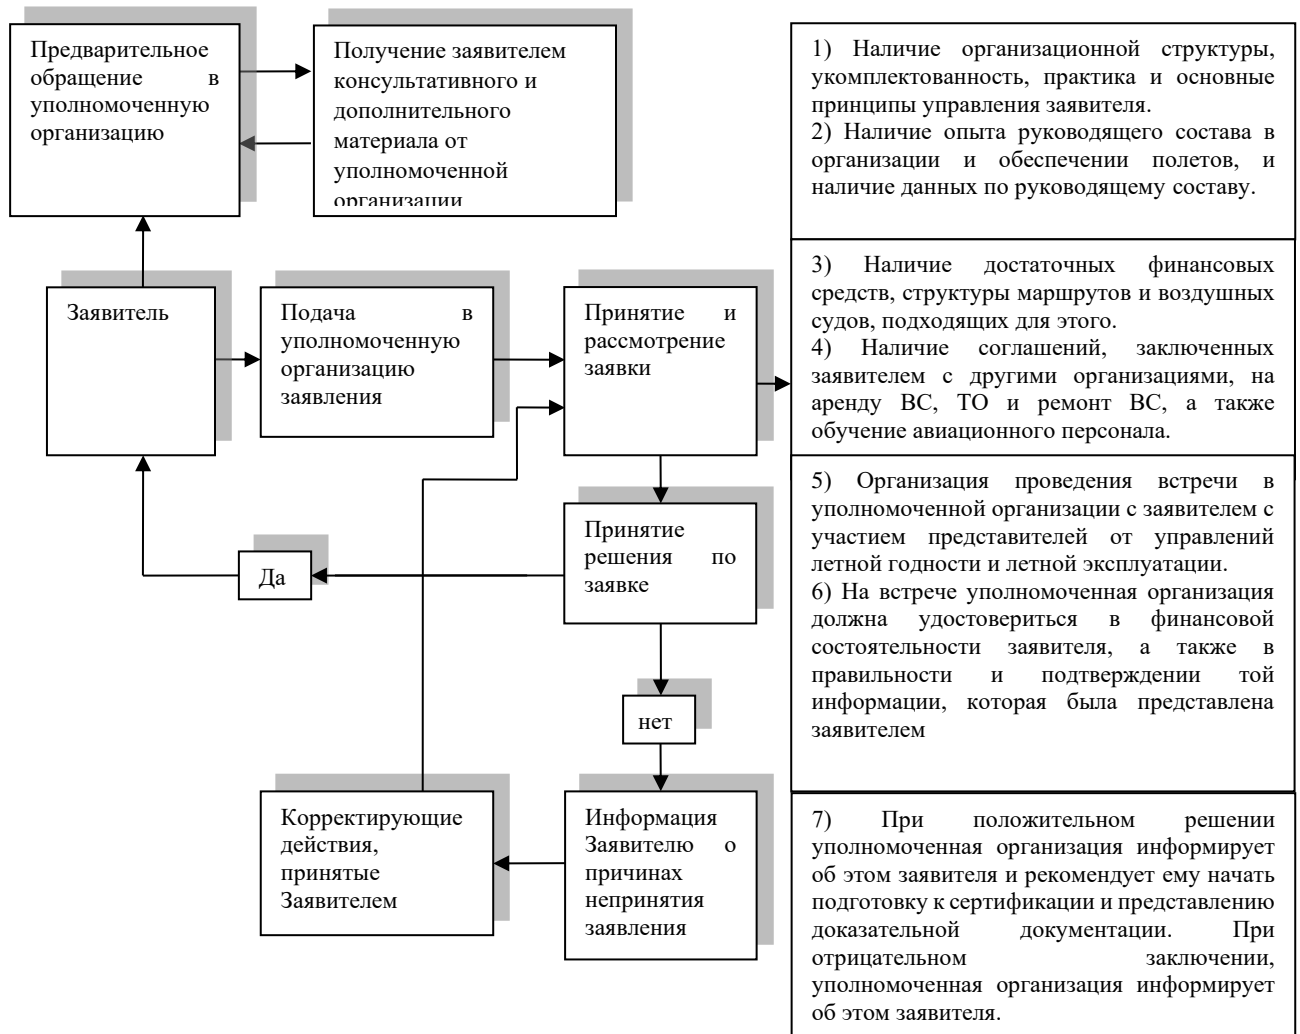 Предварительное
обращение в
уполномоченную
организацию
Получение заявителем
консультативного и
дополнительного
материала от
уполномоченной
организации
1) Наличие организационной структуры,
укомплектованность, практика и основные
принципы управления заявителя.
2) Наличие опыта руководящего состава в
организации и обеспечении полетов, и
наличие данных по руководящему составу.
Заявитель
Подача в
уполномоченную
организацию
заявления
Принятие и
рассмотрение
заявки
3) Наличие достаточных финансовых
средств, структуры маршрутов и воздушных
судов, подходящих для этого.
4) Наличие соглашений, заключенных
заявителем с другими организациями, на
аренду ВС, ТО и ремонт ВС, а также
обучение авиационного персонала.
Да
Принятие
решения по
заявке
5) Организация проведения встречи в
уполномоченной организации с заявителем с
участием представителей от управлений
летной годности и летной эксплуатации.
6) На встрече уполномоченная организация
должна удостовериться в финансовой
состоятельности заявителя, а также в
правильности и подтверждении той
информации, которая была представлена
заявителем
нет
Корректирующие
действия,
принятые
Заявителем
Информация
Заявителю о
причинах
непринятия
заявления
7) При положительном решении
уполномоченная организация информирует
об этом заявителя и рекомендует ему начать
подготовку к сертификации и представлению
доказательной документации. При
отрицательном заключении,
уполномоченная организация информирует
об этом заявителя.